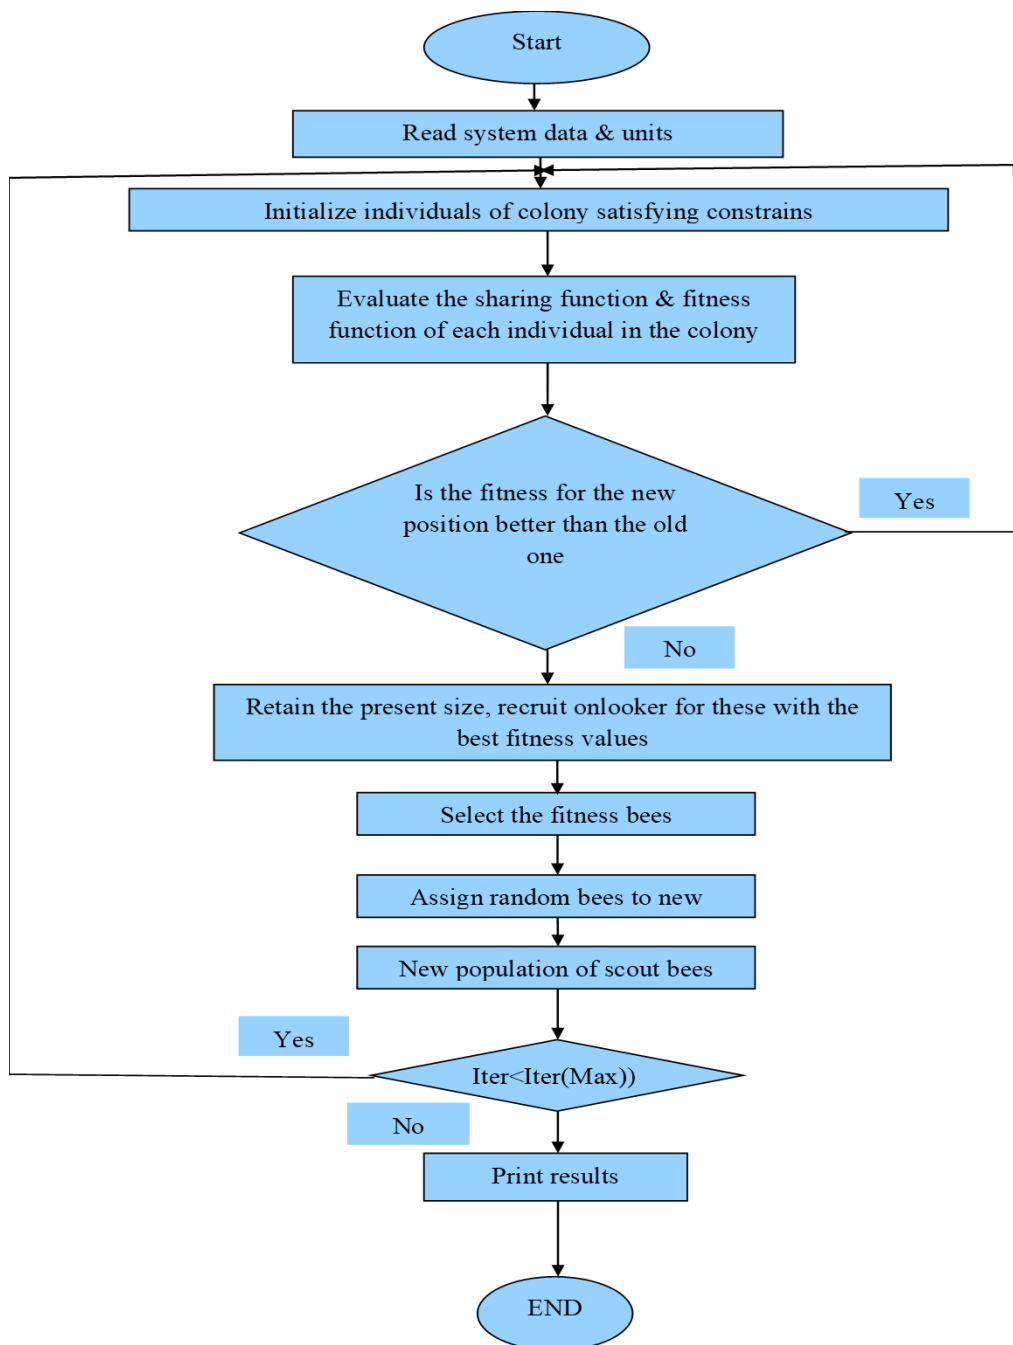 Start
Read system data & units
Initialize individuals of colony satisfying constrains
Evaluate the sharing function & fitness
function of each individual in the colony
Is the fitness for the new
position better than the old
one
Yes
No
Retain the present size, recruit onlooker for these with the
best fitness values
Select the fitness bees
Assign random bees to new
New population of scout bees
Yes
Iter<Iter(Max))
No
Print results
END